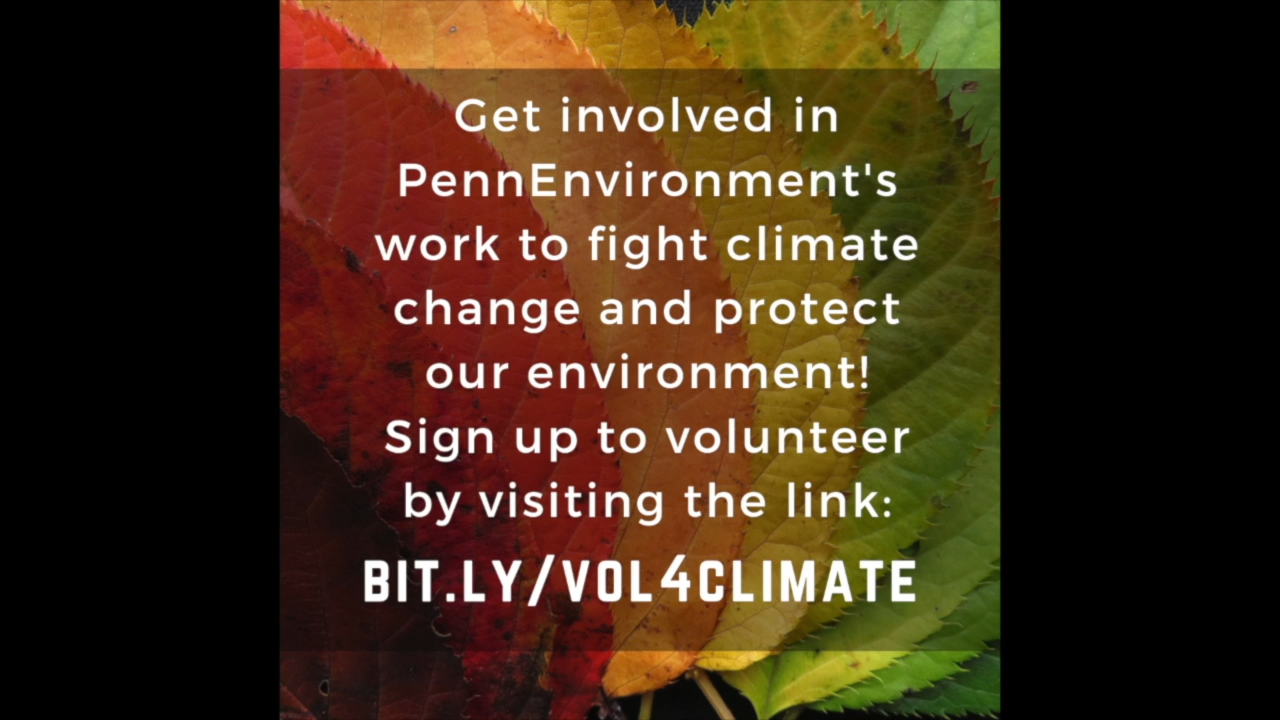 Get involved in
PennEnvironment's
work to fight climate
change and protect
our environment!
Sign up to volunteer
by visiting the link:
BIT.LY/VOL4CLIMATE